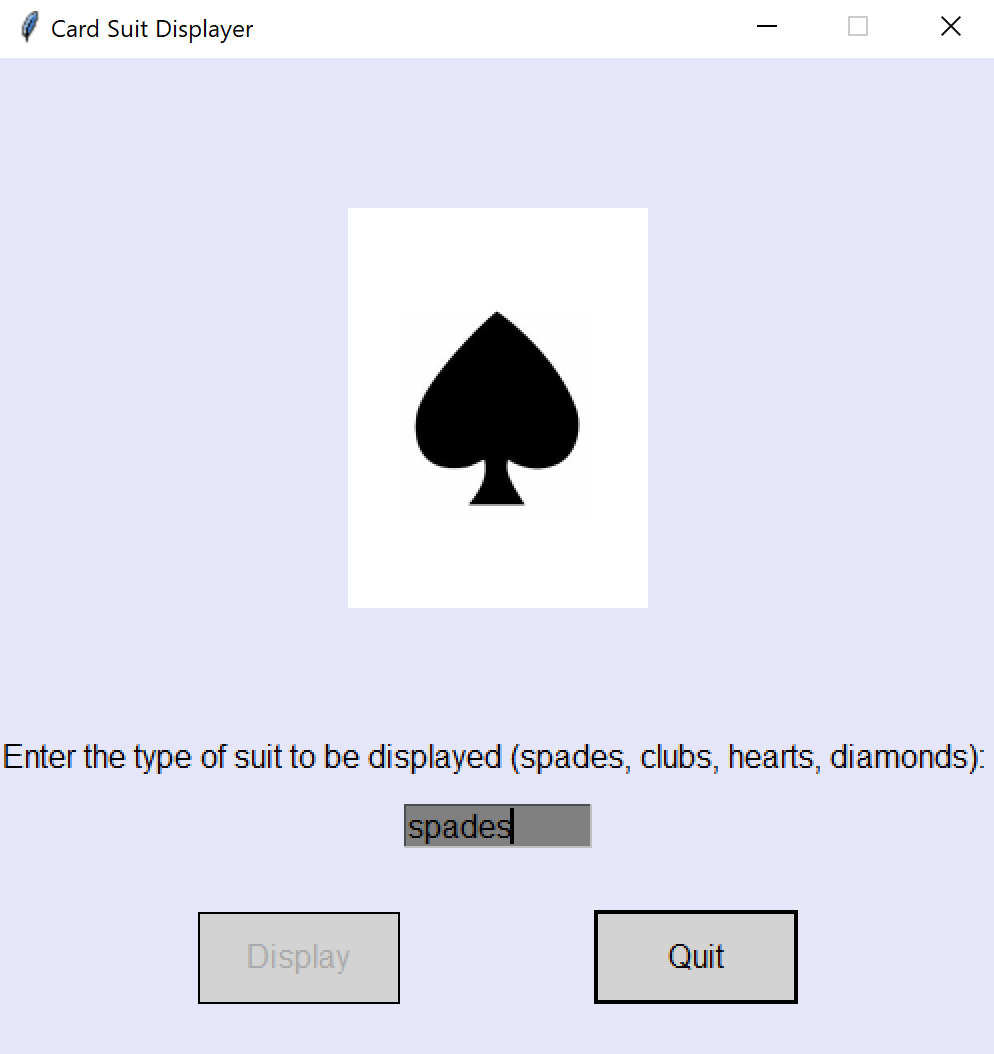 Card Suit Displayer
Enter the type of suit to be displayed (spades, clubs, hearts, diamonds):
spades
Display
Quit